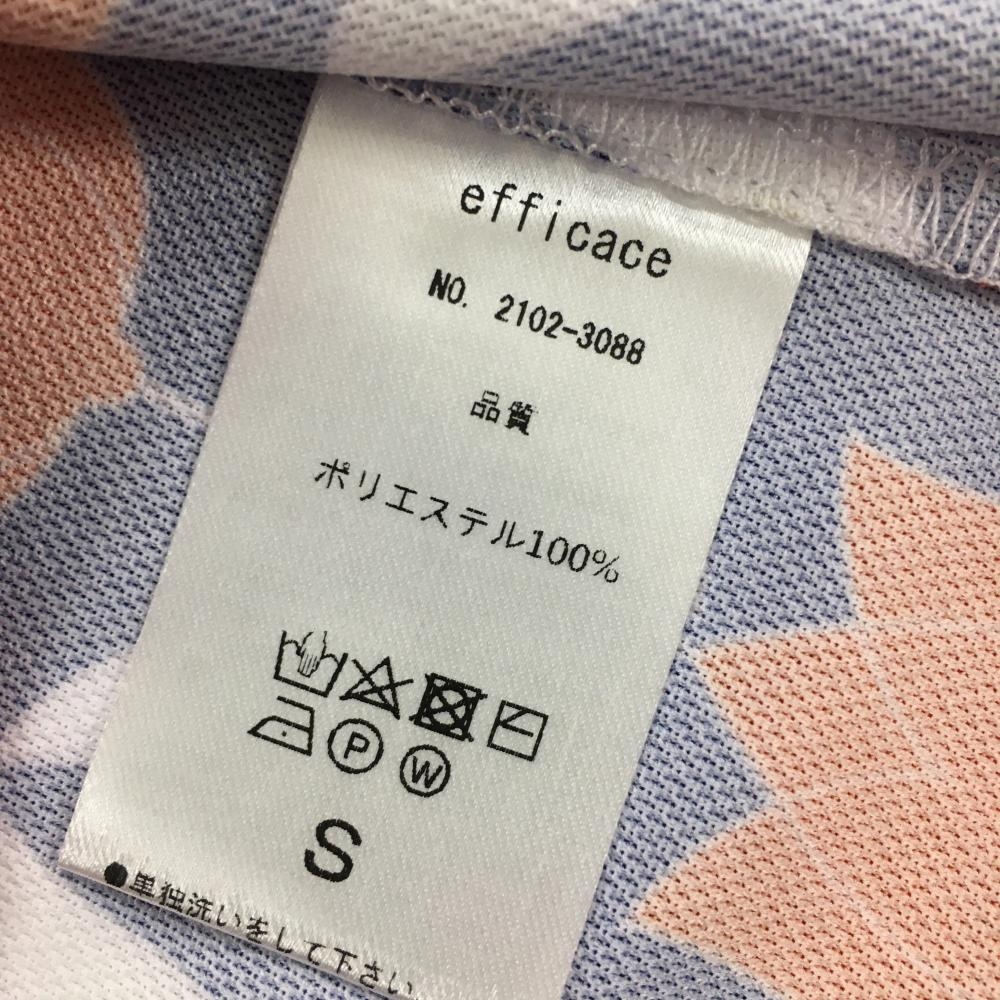 efficace
NO. 2102-3088
品質
ポリエステル100%
P W
S
●単独洗いをして下さい